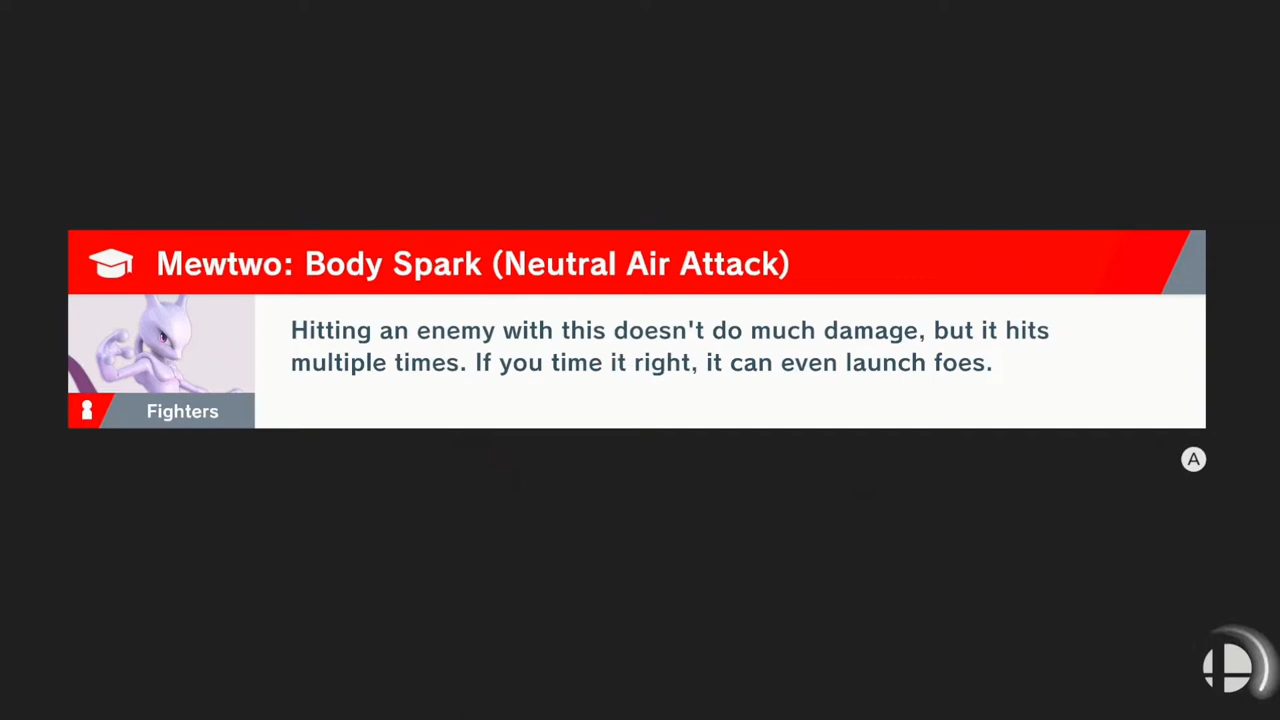 Mewtwo: Body Spark (Neutral Air Attack)
Hitting an enemy with this doesn't do much damage, but it hits
multiple times. If you time it right, it can even launch foes.
Fighters
A